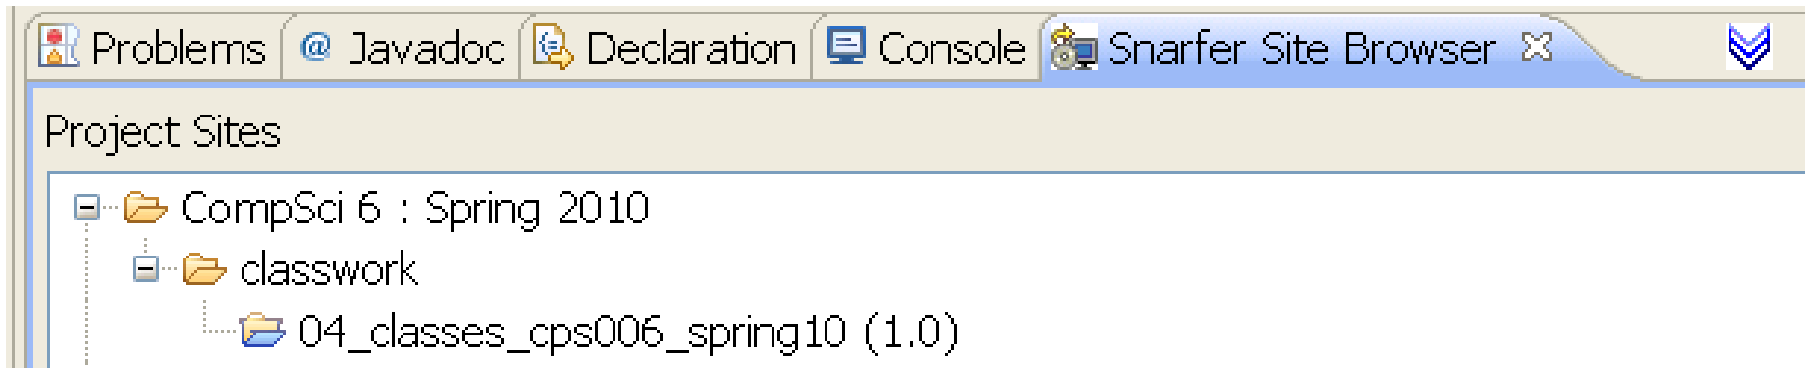 Problems @ Javadoc Declaration Console Snarfer Site Browser
Project Sites
CompSci 6 : Spring 2010
classwork
04_classes_cps006_spring10 (1.0)